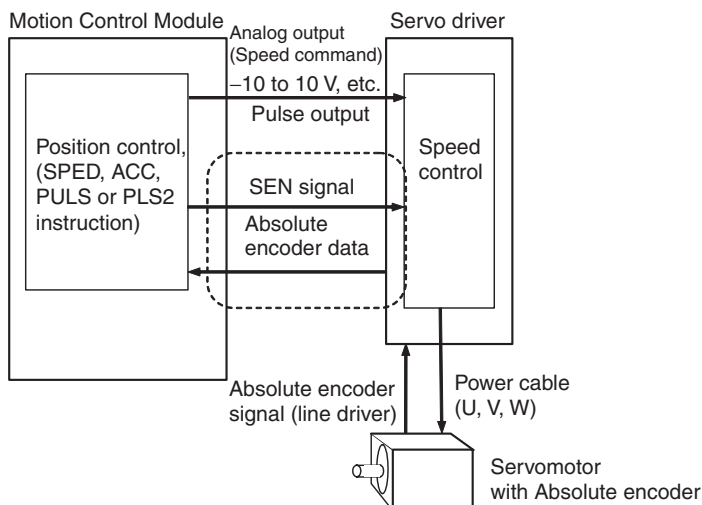 Motion Control Module
Servo driver
Analog output
(Speed command)
–10 to 10 V, etc.
Pulse output
Position control,
(SPED, ACC,
PULS or PLS2
instruction)
Speed
control
SEN signal
Absolute
encoder data
Absolute encoder
signal (line driver)
Power cable
(U, V, W)
Servomotor
with Absolute encoder